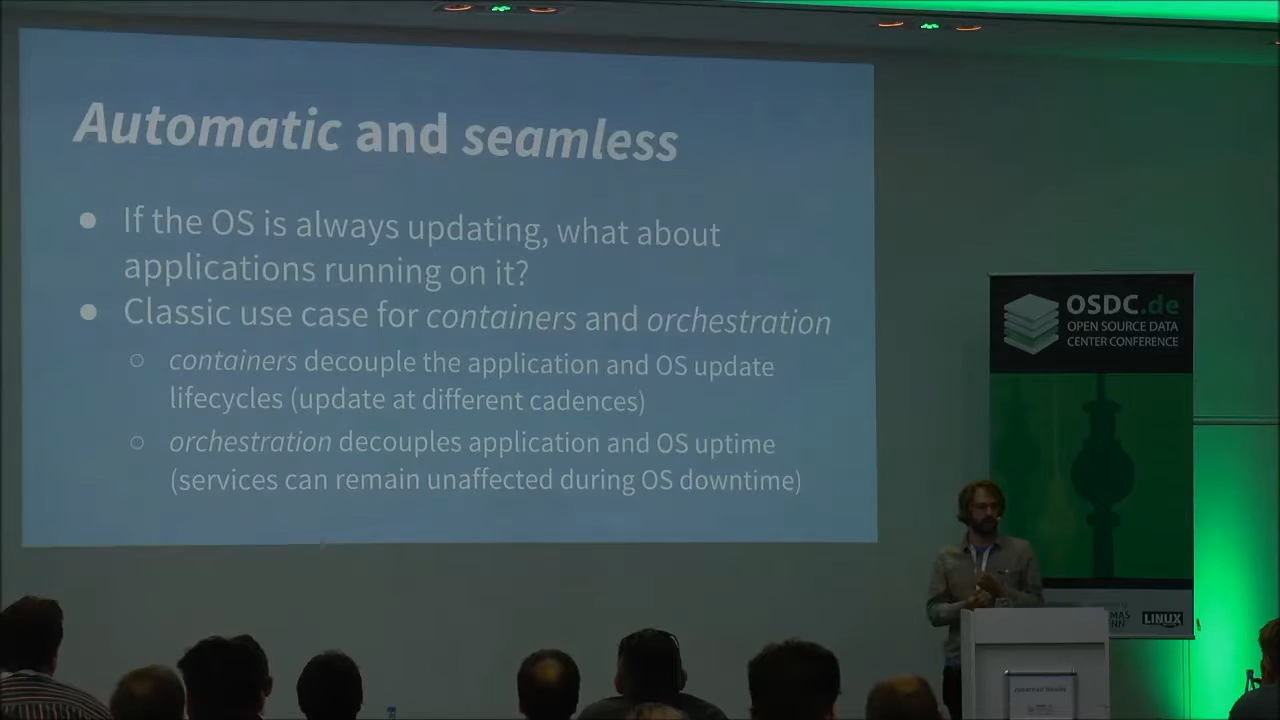 Automatic and seamless
● If the OS is always updating, what about
applications running on it?
● Classic use case for containers and orchestration
○ containers decouple the application and OS update
lifecycles (update at different cadences)
○ orchestration decouples application and OS uptime
(services can remain unaffected during OS downtime)
OSDC.de
OPEN SOURCE DATA
CENTER CONFERENCE
LINUX